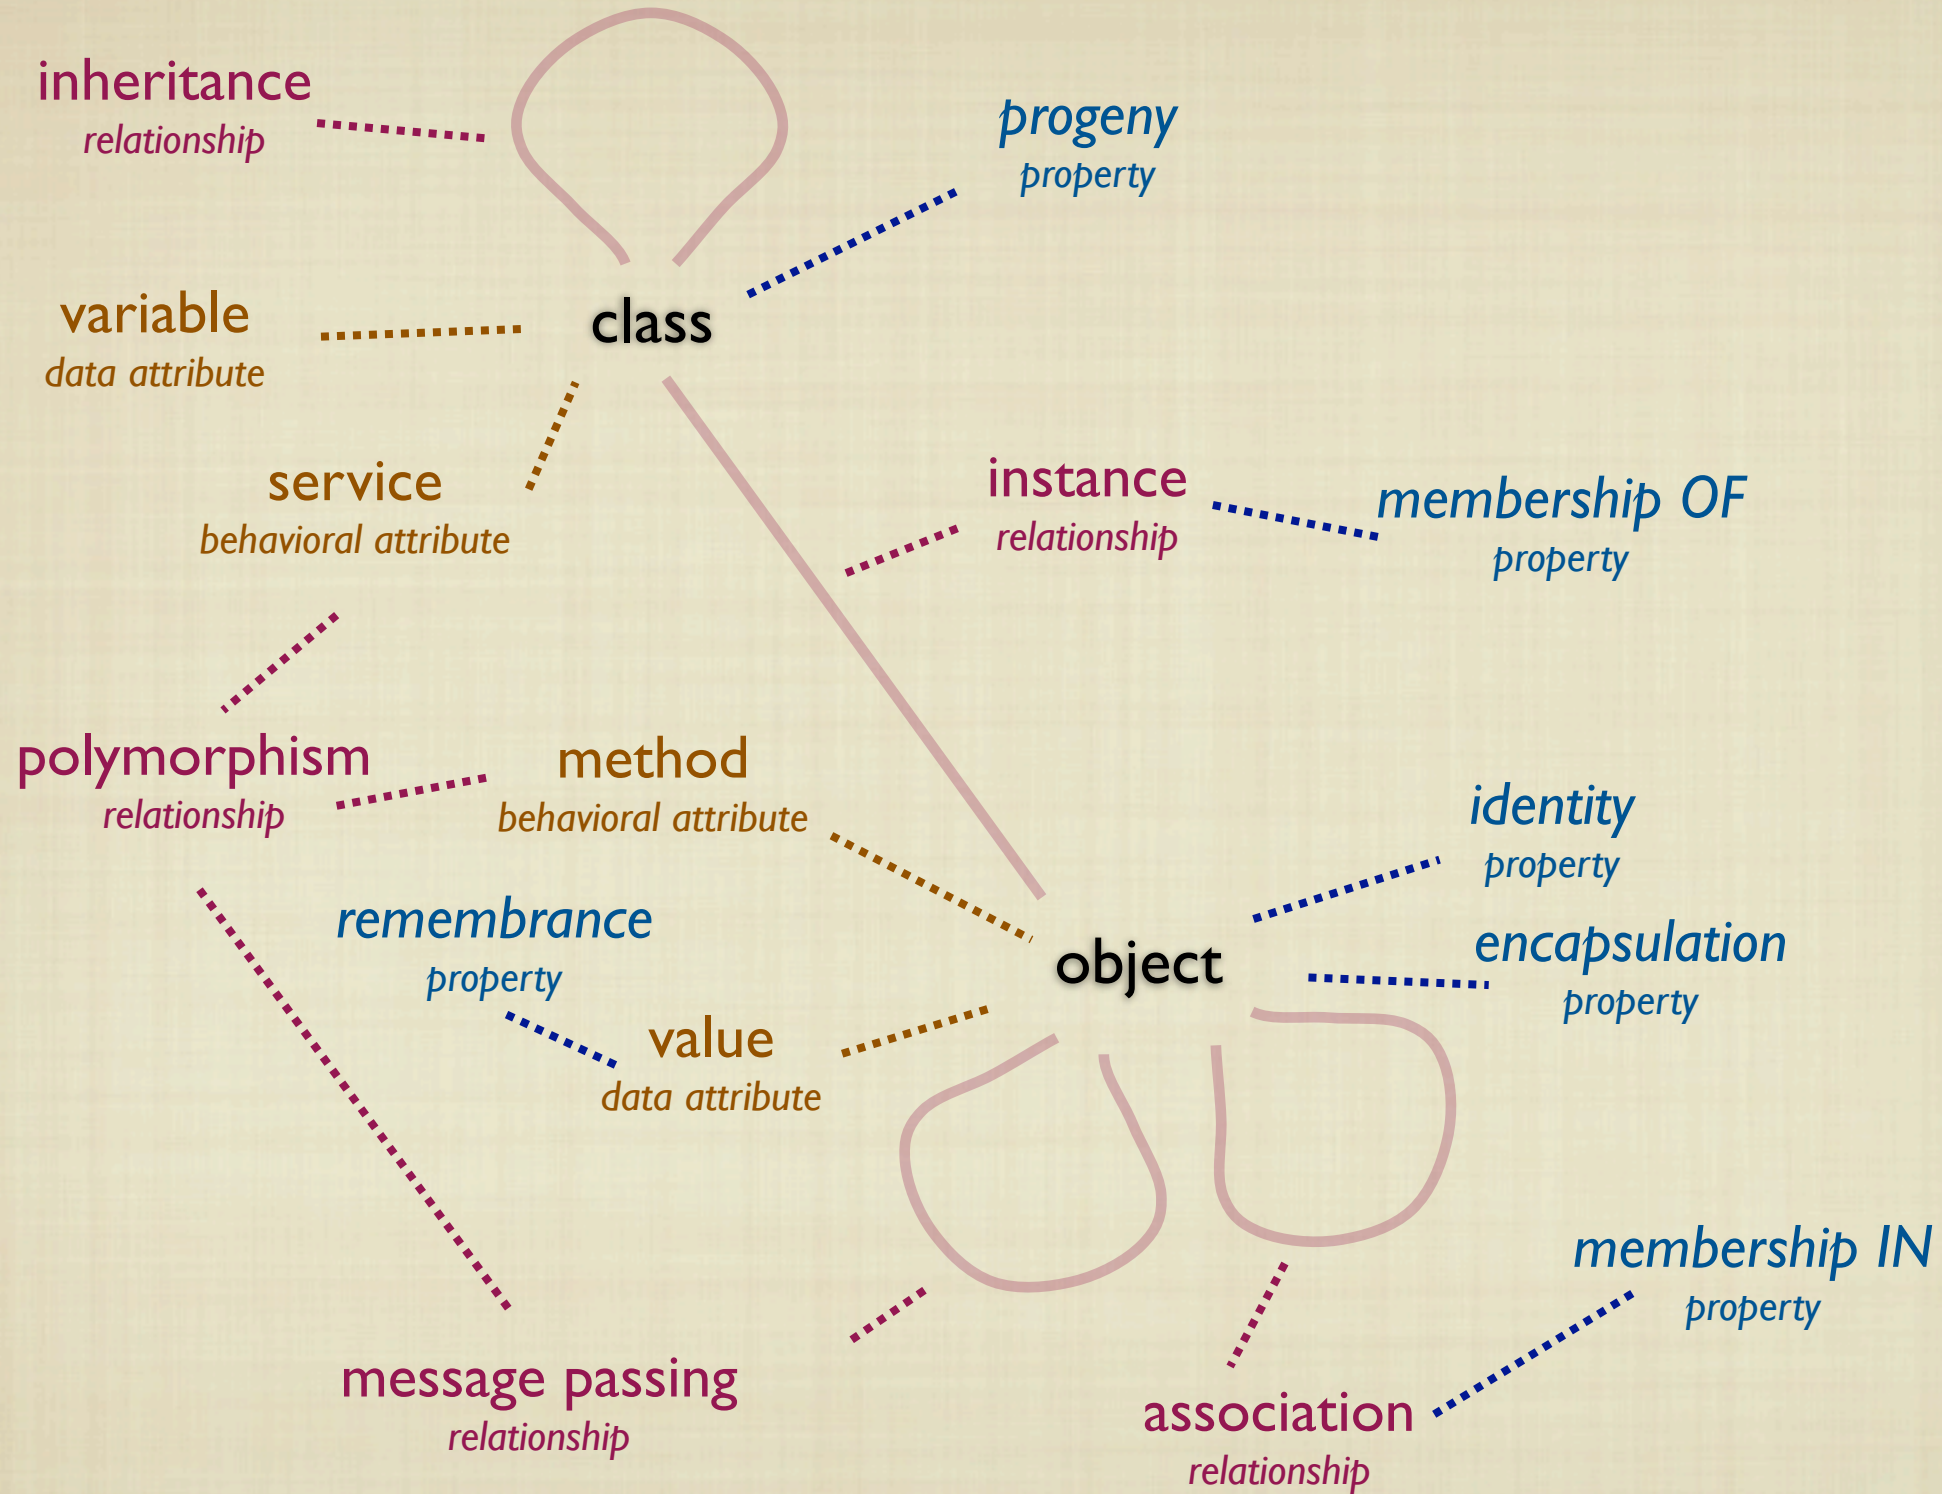 inheritance
relationship
progeny
property
variable
data attribute
class
service
behavioral attribute
instance
relationship
membership OF
property
polymorphism
relationship
method
behavioral attribute
identity
property
remembrance
property
object
encapsulation
property
value
data attribute
membership IN
property
message passing
relationship
association
relationship